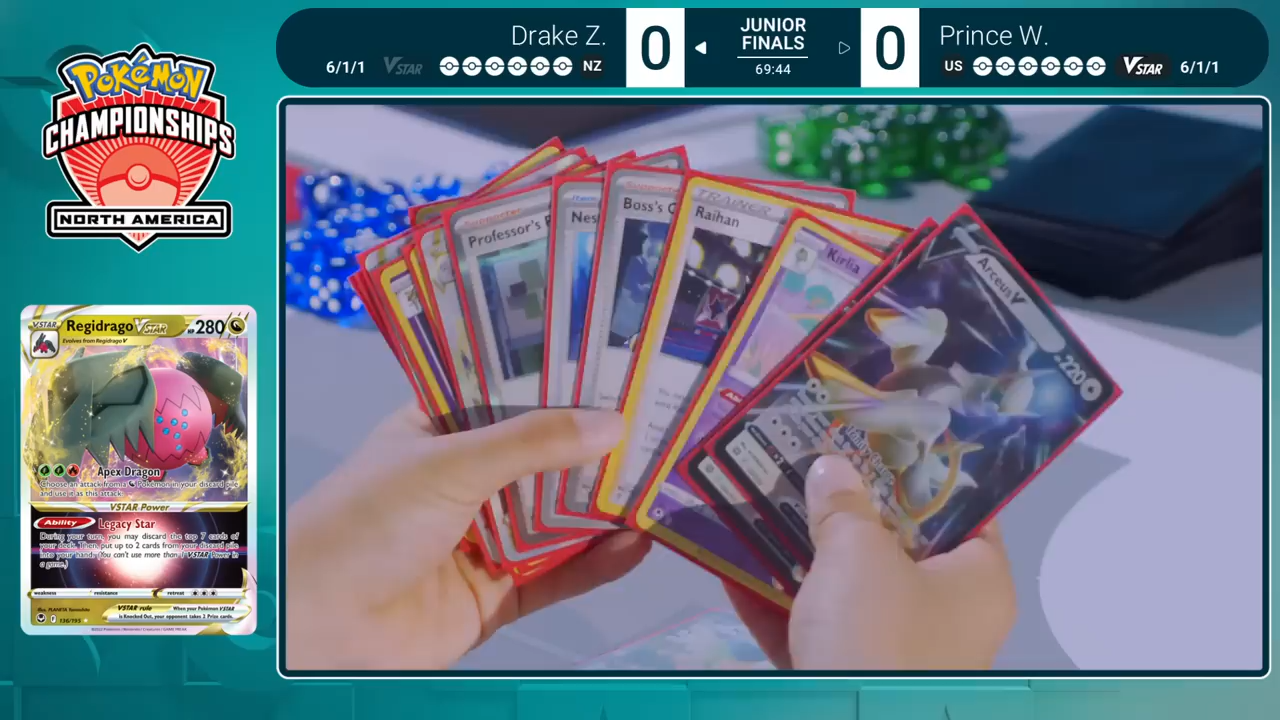 Pokémon
CHAMPIONSHIPS
NORTH AMERICA
Drake Z.
0
JUNIOR
FINALS
69:44
0
Prince W.
6/1/1
VSTAR
NZ
US
VSTAR
6/1/1
Professor's
Nes
Boss's
TRAINER
Raihan
Kirlia
Arceus V
220
VSTAR
Regidrago VSTAR
HP 280
Evolves from Regidrago V
Apex Dragon
Choose an attack from a Pokémon in your discard pile
and use it as this attack.
VSTAR Power
Ability
Legacy Star
During your turn, you may discard the top 7 cards of
your deck. Then, put up to 2 cards from your discard pile
into your hand. (You can't use more than 1 VSTAR Power in
a game.)
weakness
resistance
retreat
VSTAR rule
When your Pokémon VSTAR
is Knocked Out, your opponent takes 2 Prize cards.
136/195